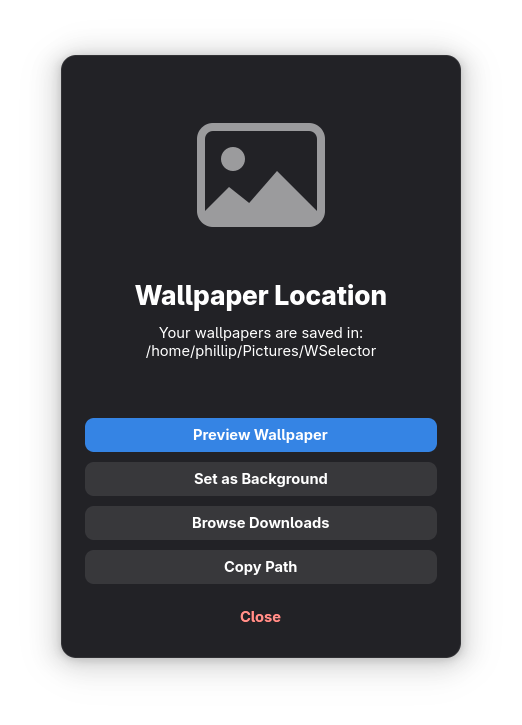 Wallpaper Location
Your wallpapers are saved in:
/home/phillip/Pictures/WSelector
Preview Wallpaper
Set as Background
Browse Downloads
Copy Path
Close